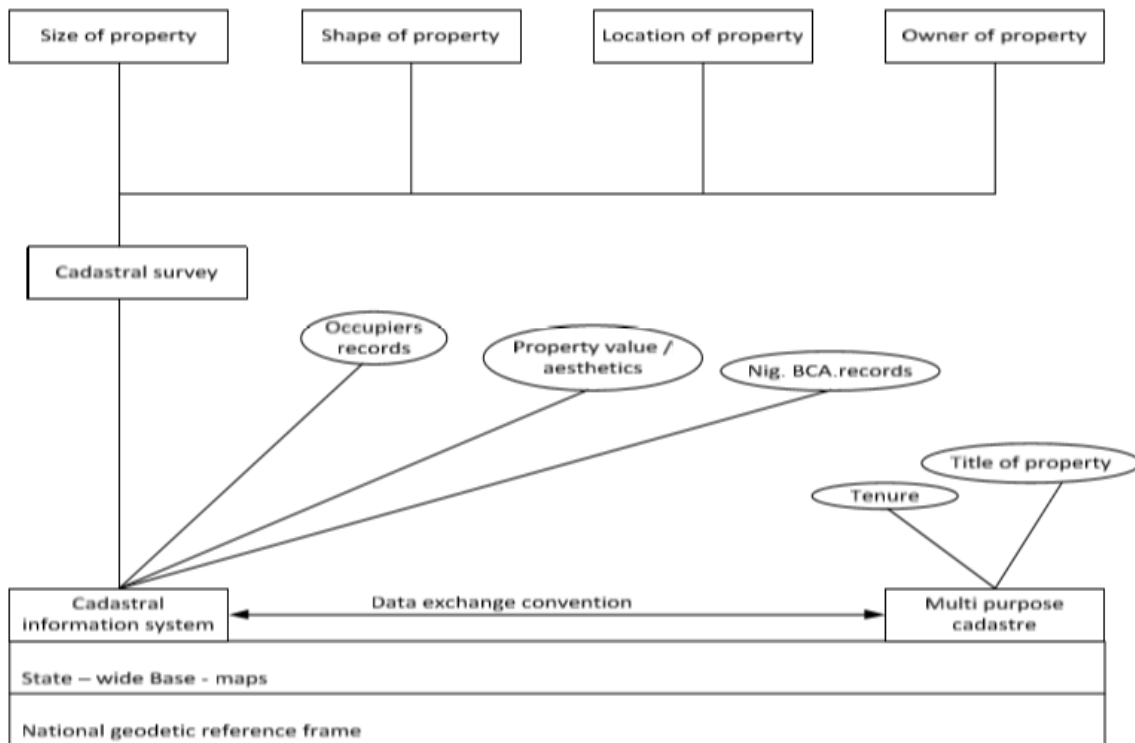 Size of property
Shape of property
Location of property
Owner of property
Cadastral survey
Occupiers
records
Property value /
aesthetics
Nig. BCA.records
Title of property
Tenure
Cadastral
information system
Data exchange convention
Multi purpose
cadastre
State – wide Base - maps
National geodetic reference frame